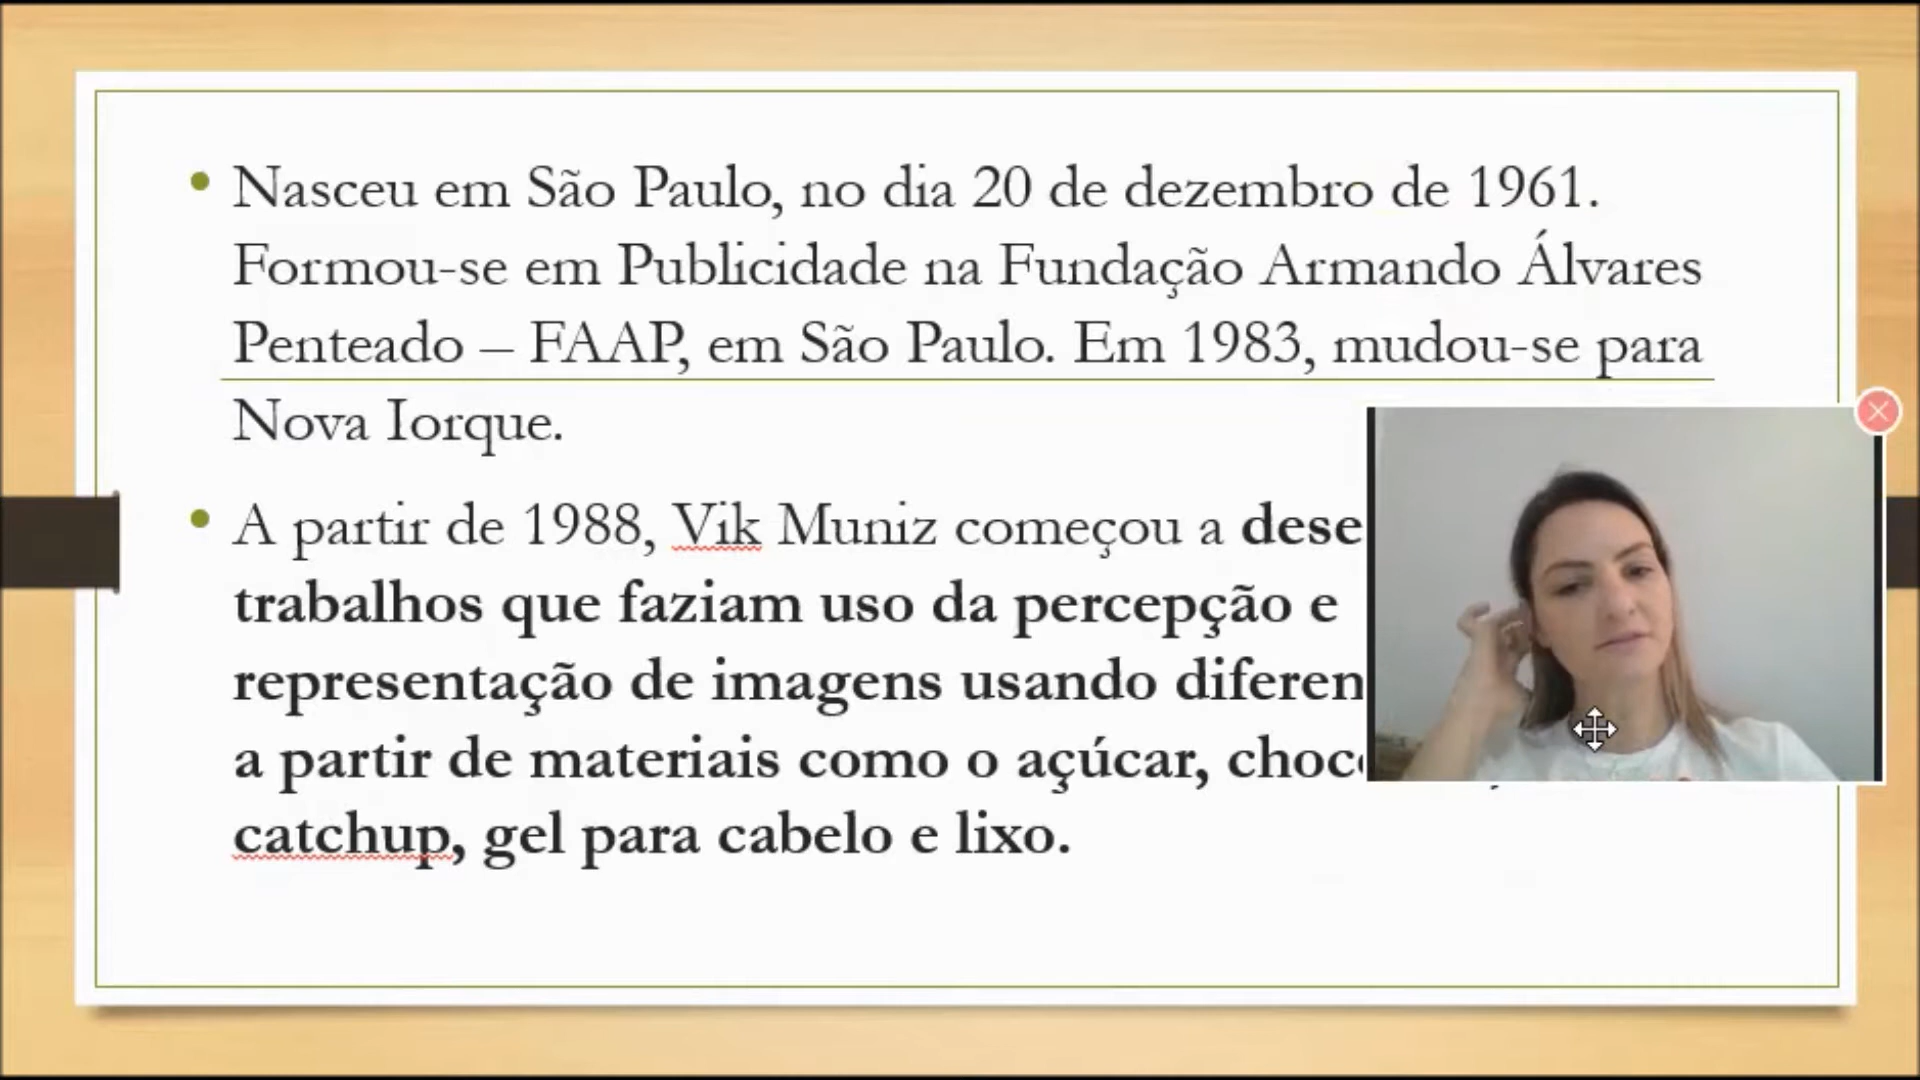 Nasceu em São Paulo, no dia 20 de dezembro de 1961.
Formou-se em Publicidade na Fundação Armando Álvares
Penteado – FAAP, em São Paulo. Em 1983, mudou-se para
Nova Iorque.
A partir de 1988, Vik Muniz começou a
trabalhos que faziam uso da percepção e
representação de imagens usando
a partir de materiais como o açúcar,
catchup, gel para cabelo e lixo.